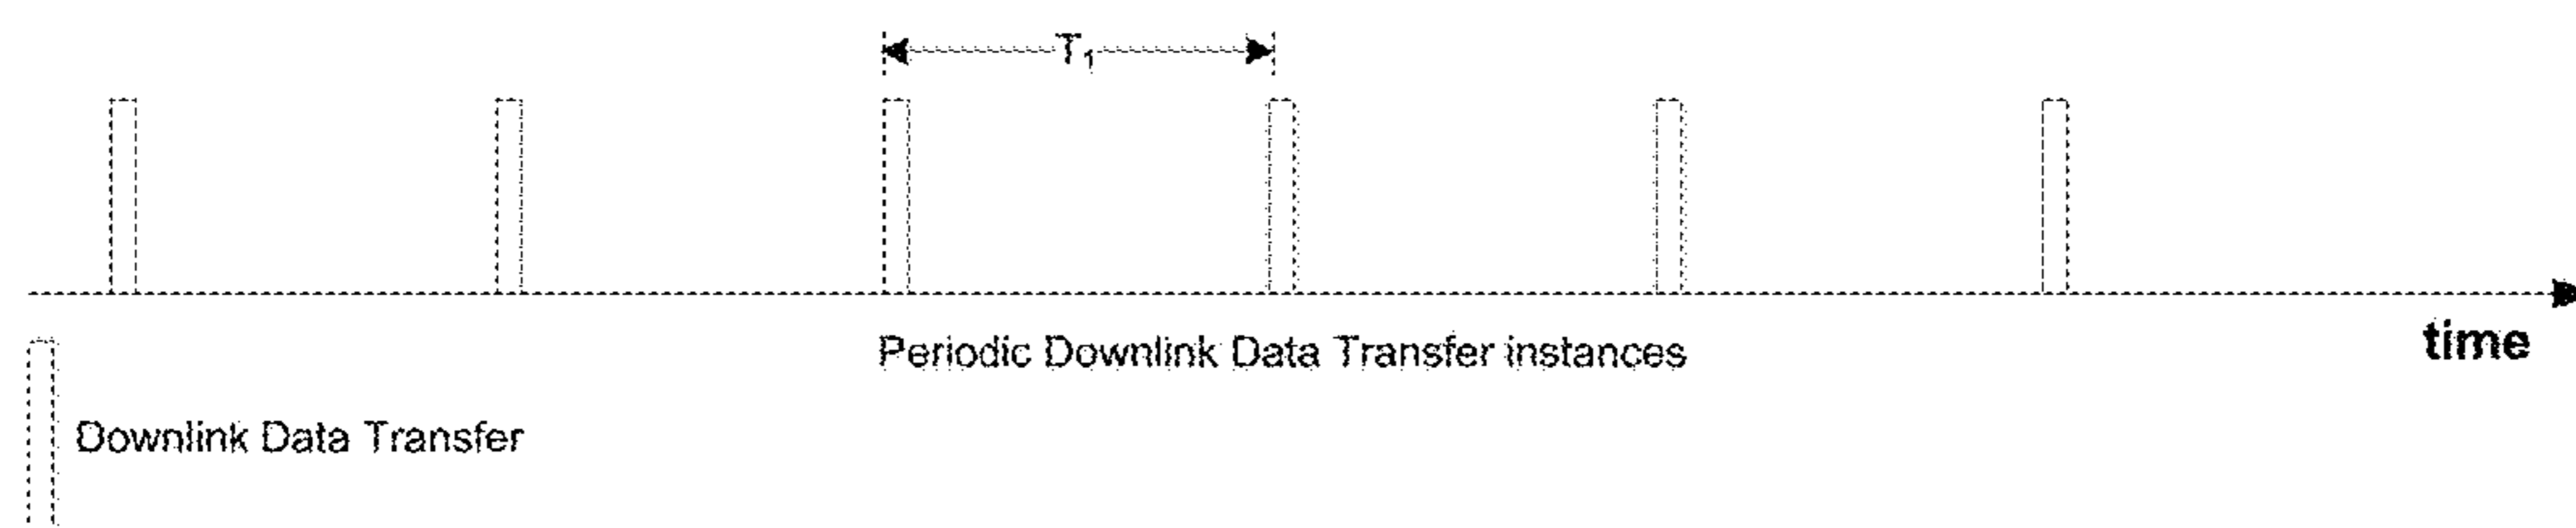 T₁
Periodic Downlink Data Transfer instances
time
Downlink Data Transfer